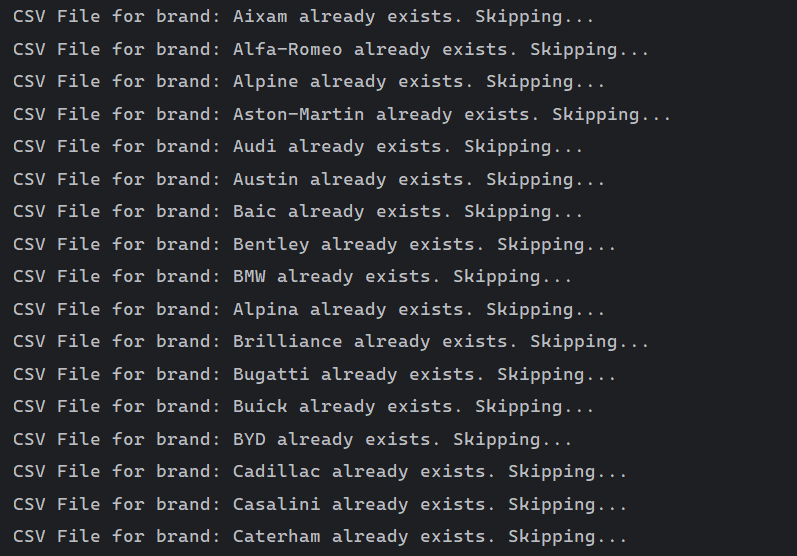 CSV File for brand: Aixam already exists. Skipping...
CSV File for brand: Alfa-Romeo already exists. Skipping...
CSV File for brand: Alpine already exists. Skipping...
CSV File for brand: Aston-Martin already exists. Skipping...
CSV File for brand: Audi already exists. Skipping...
CSV File for brand: Austin already exists. Skipping...
CSV File for brand: Baic already exists. Skipping...
CSV File for brand: Bentley already exists. Skipping...
CSV File for brand: BMW already exists. Skipping...
CSV File for brand: Alpina already exists. Skipping...
CSV File for brand: Brilliance already exists. Skipping...
CSV File for brand: Bugatti already exists. Skipping...
CSV File for brand: Buick already exists. Skipping...
CSV File for brand: BYD already exists. Skipping...
CSV File for brand: Cadillac already exists. Skipping...
CSV File for brand: Casalini already exists. Skipping...
CSV File for brand: Caterham already exists. Skipping...